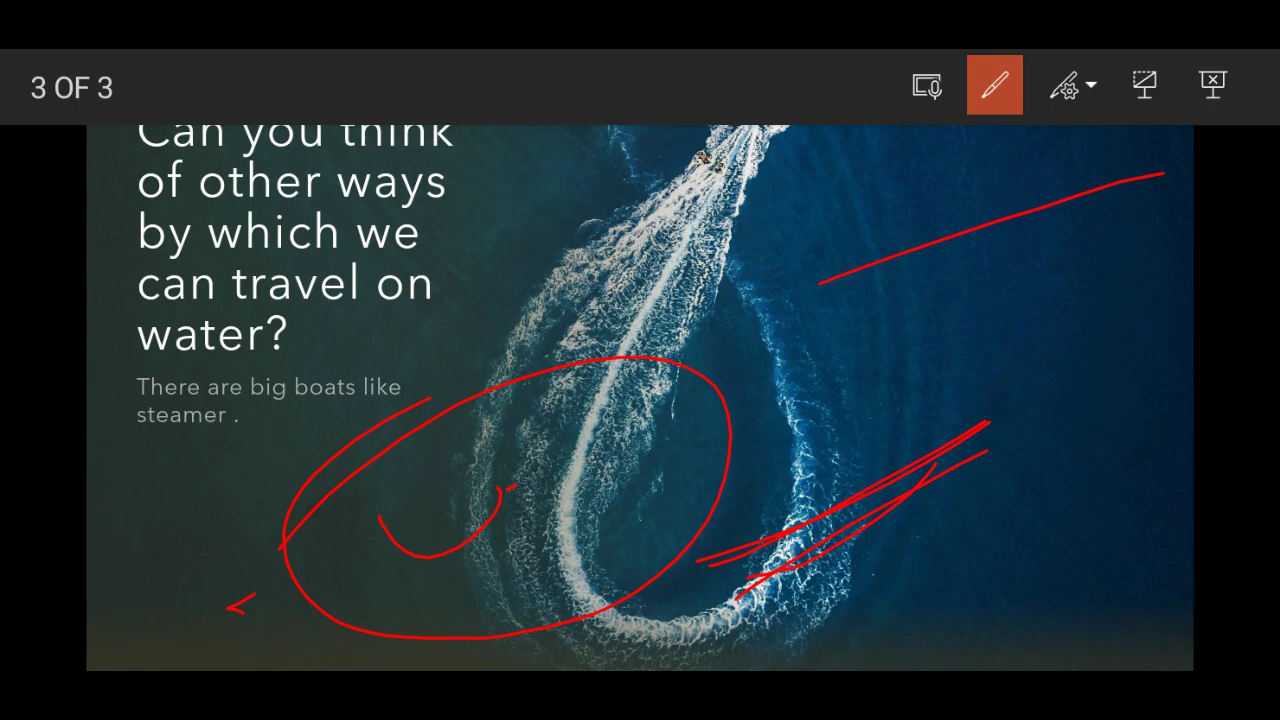 3 OF 3
Can you think
of other ways
by which we
can travel on
water?
There are big boats like
steamer .